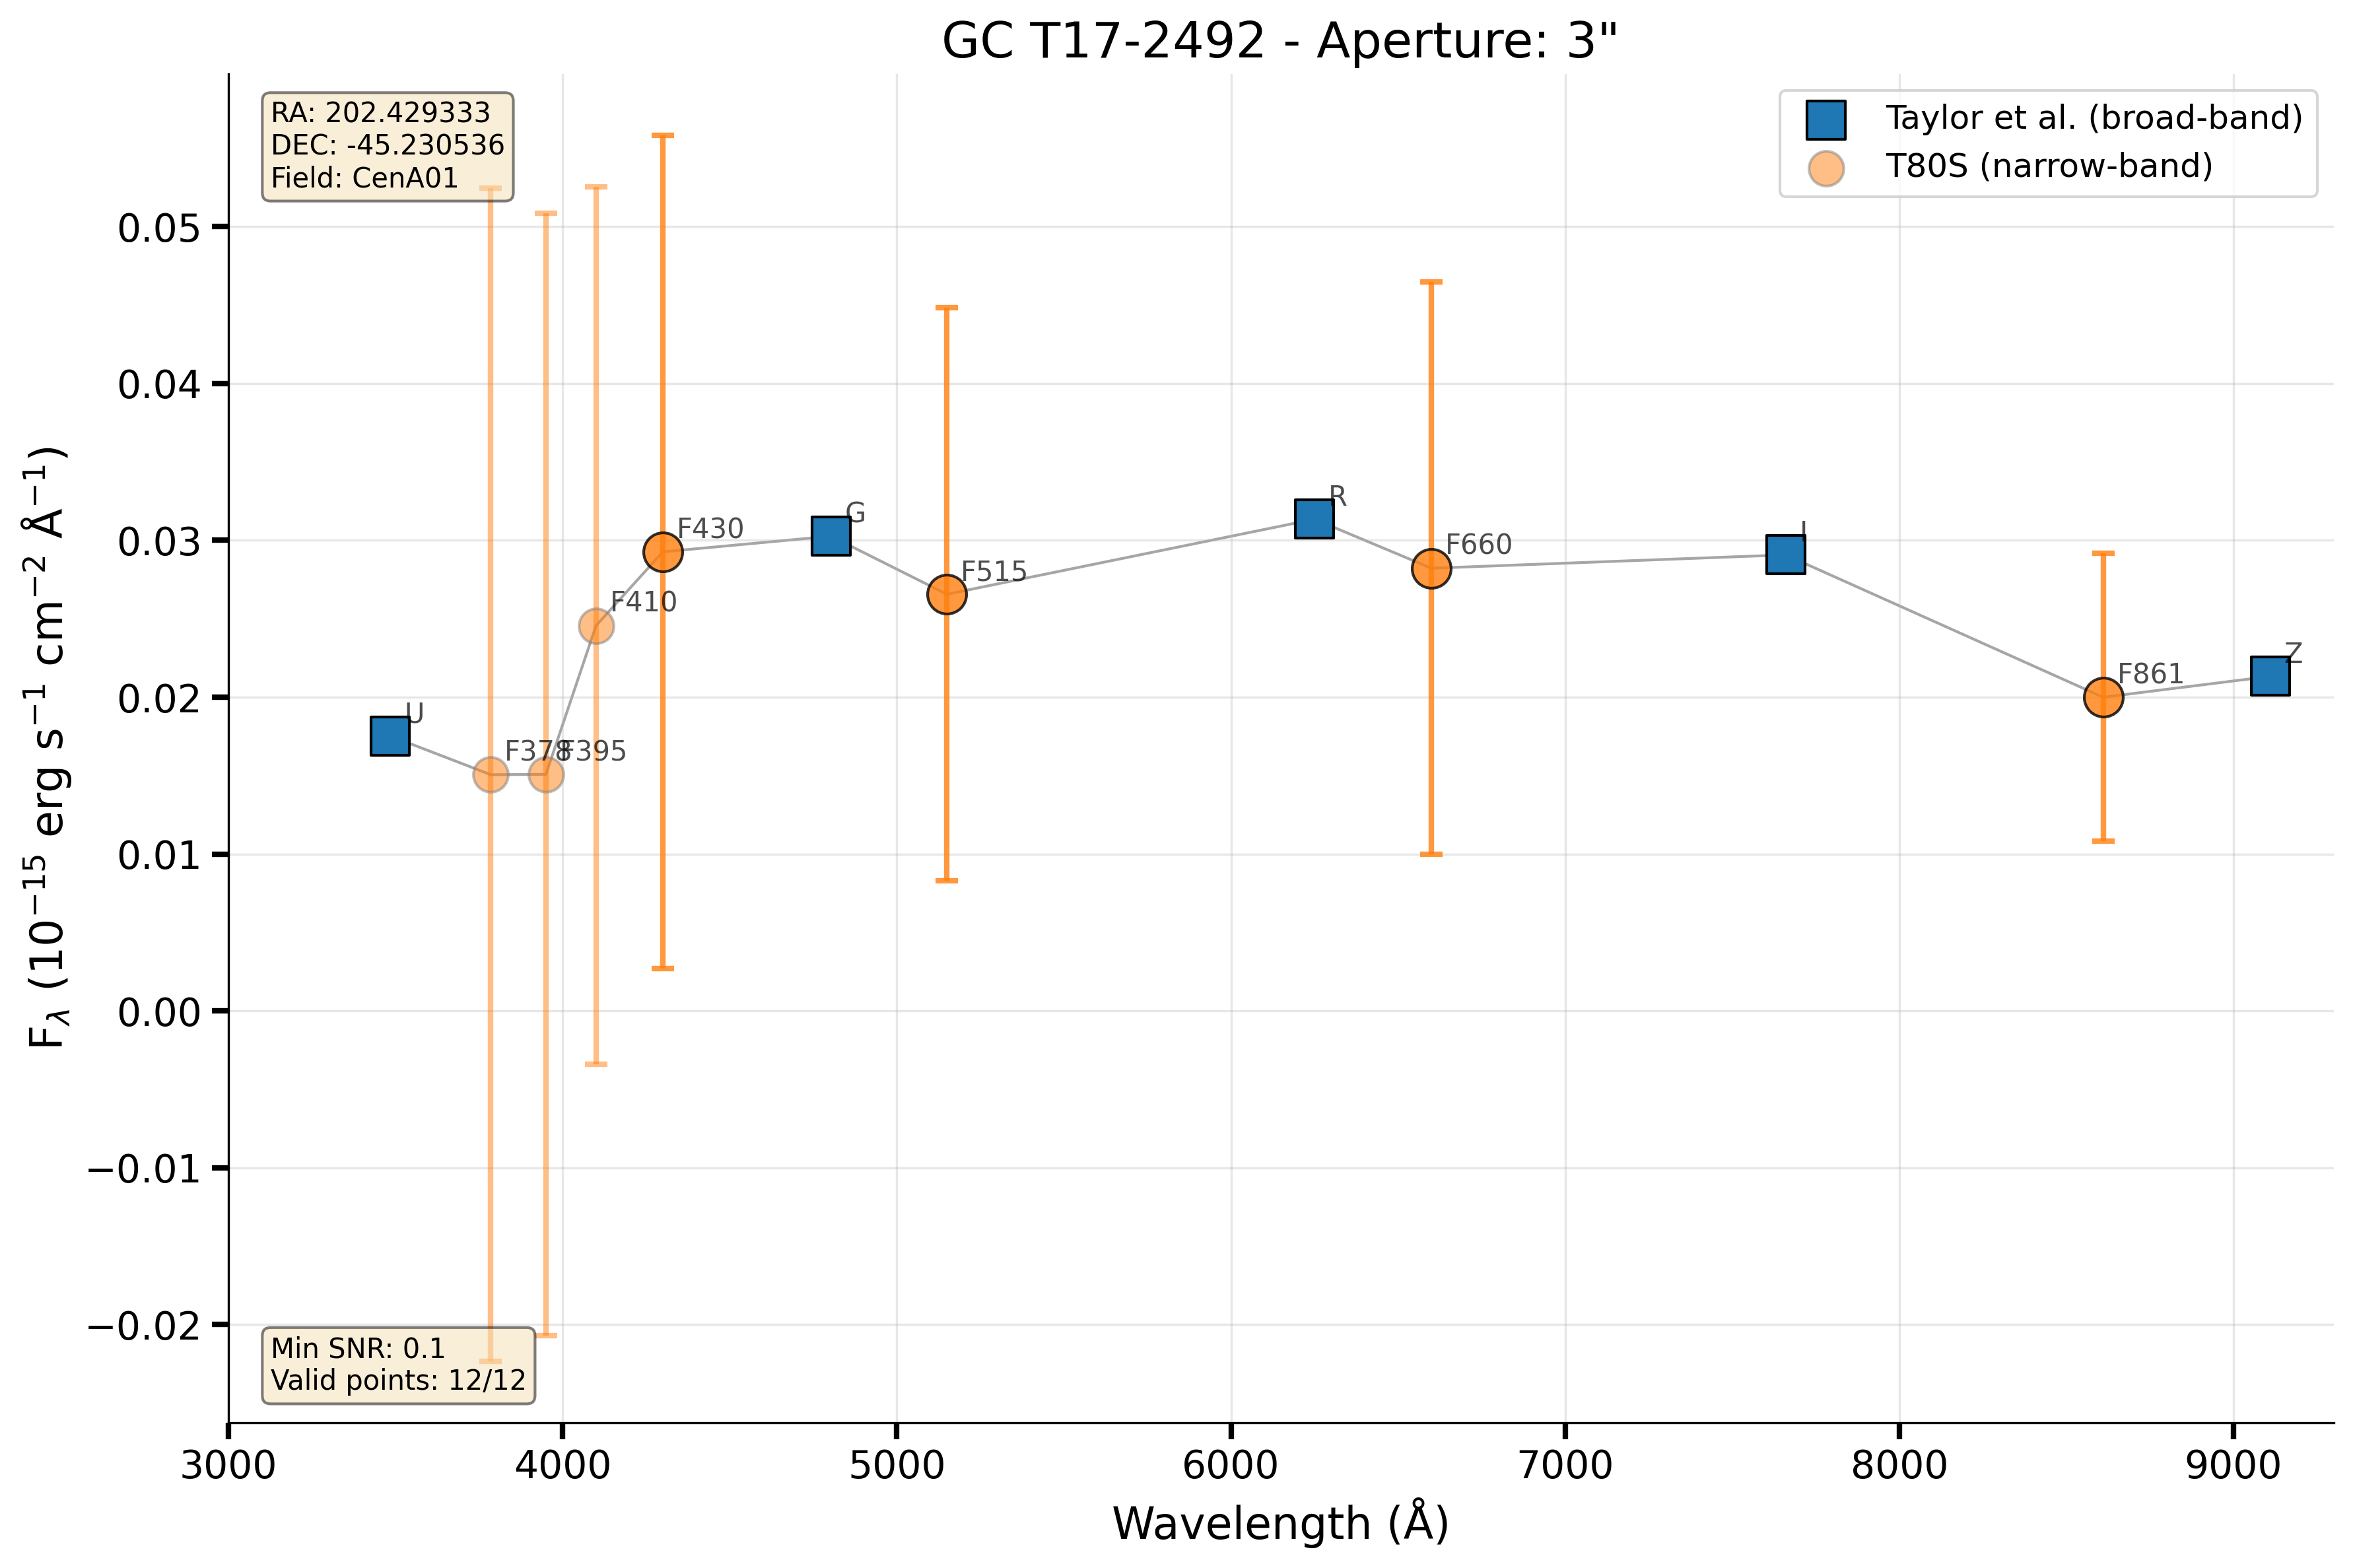 GC T17-2492 - Aperture: 3"
RA: 202.429333
DEC: -45.230536
Field: CenA01
Taylor et al. (broad-band)
T80S (narrow-band)
0.05
0.04
0.03
0.02
0.01
0.00
−0.01
−0.02
F_λ (10⁻¹⁵ erg s⁻¹ cm⁻² Å⁻¹)
U
F378
F395
F410
F430
G
F515
R
F660
I
F861
Z
Min SNR: 0.1
Valid points: 12/12
3000 4000 5000 6000 7000 8000 9000
Wavelength (Å)